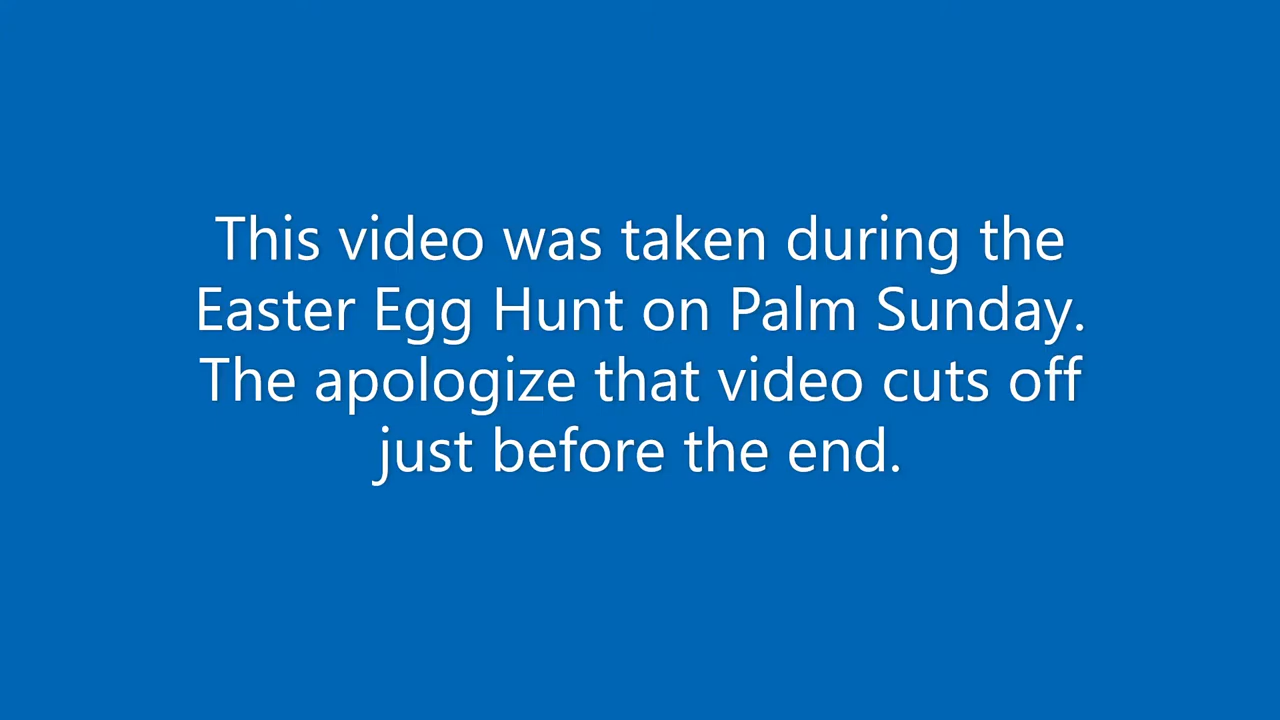 This video was taken during the
Easter Egg Hunt on Palm Sunday.
The apologize that video cuts off
just before the end.